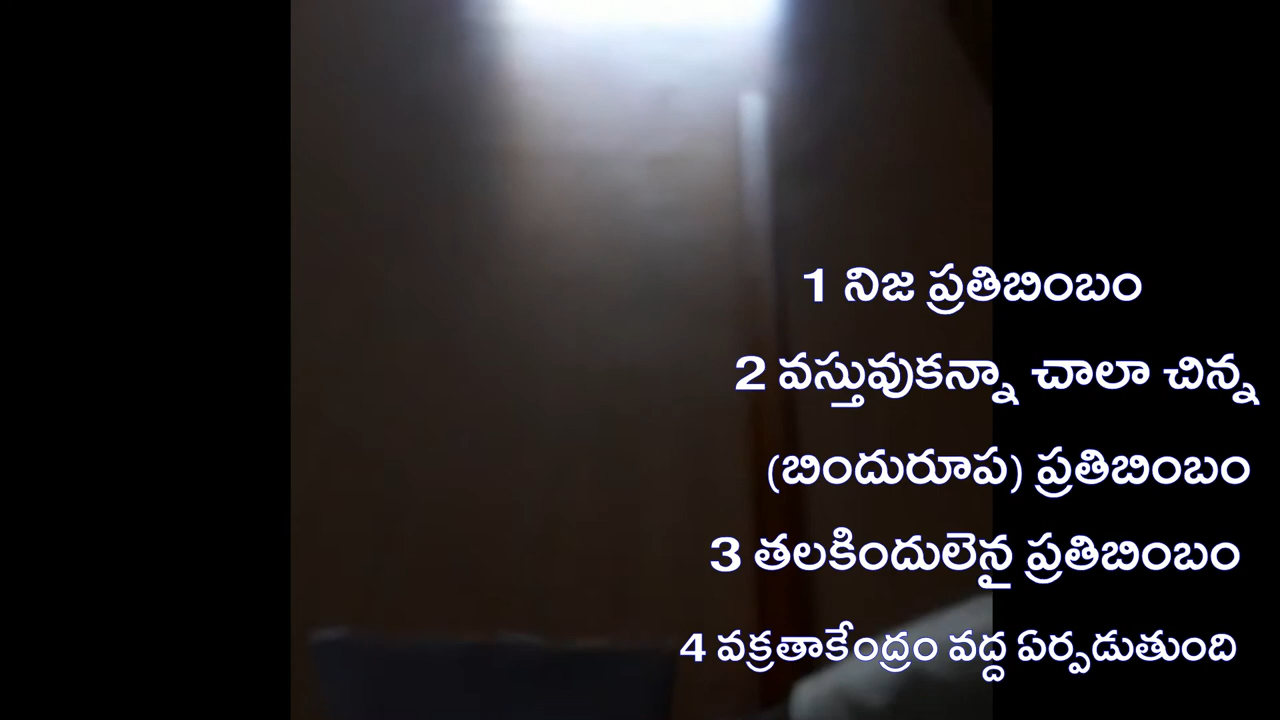 1 నిజ ప్రతిబింబం
2 వస్తువుకన్నా చాలా చిన్న
(బిందురూప) ప్రతిబింబం
3 తలకిందులైన ప్రతిబింబం
4 వక్రతాకేంద్రం వద్ద ఏర్పడుతుంది